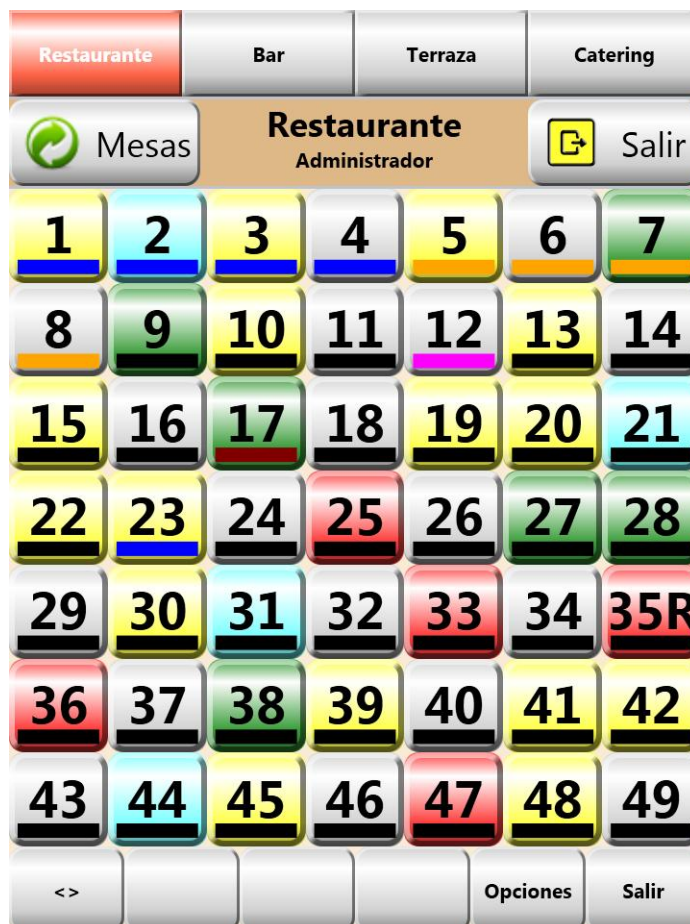 Restaurante Bar Terraza Catering
Mesas Restaurante Salir
Administrador
1 2 3 4 5 6 7
8 9 10 11 12 13 14
15 16 17 18 19 20 21
22 23 24 25 26 27 28
29 30 31 32 33 34 35R
36 37 38 39 40 41 42
43 44 45 46 47 48 49
<> Opciones Salir